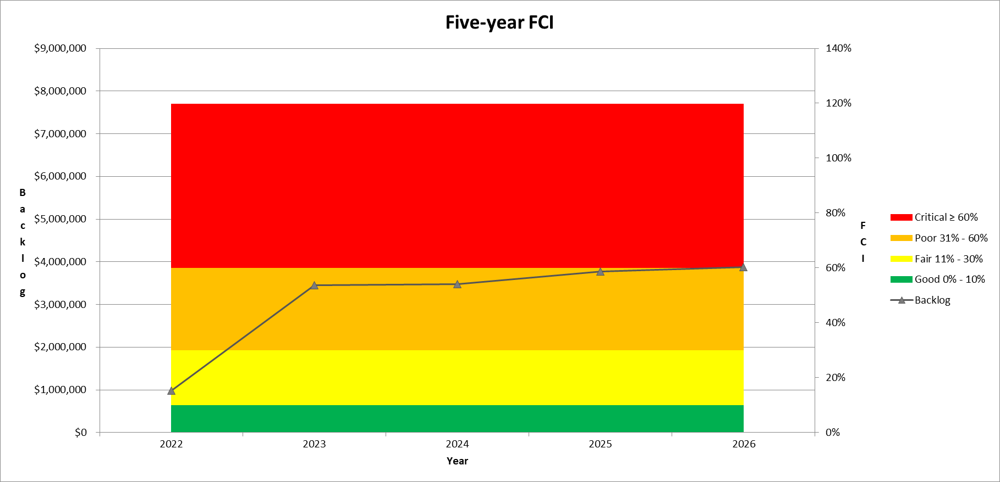 Five-year FCI
$9,000,000
$8,000,000
$7,000,000
$6,000,000
$5,000,000
$4,000,000
$3,000,000
$2,000,000
$1,000,000
$0
Backlog
140%
120%
100%
80%
60%
40%
20%
0%
FCI
2022 2023 2024 2025 2026
Year
Critical ≥ 60%
Poor 31% - 60%
Fair 11% - 30%
Good 0% - 10%
Backlog